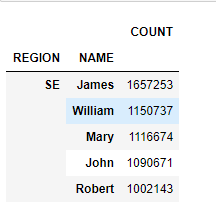 COUNT
REGION NAME
SE James 1657253
William 1150737
Mary 1116674
John 1090671
Robert 1002143